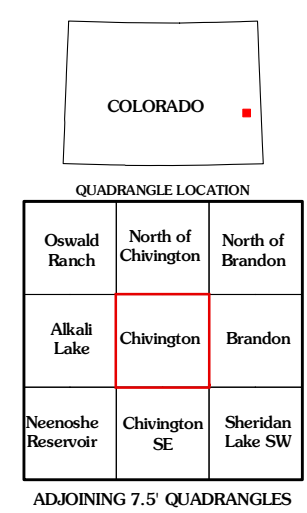 COLORADO
QUADRANGLE LOCATION
Oswald
Ranch
North of
Chivington
North of
Brandon
Alkali
Lake
Chivington
Brandon
Neenoshe
Reservoir
Chivington
SE
Sheridan
Lake SW
ADJOINING 7.5' QUADRANGLES